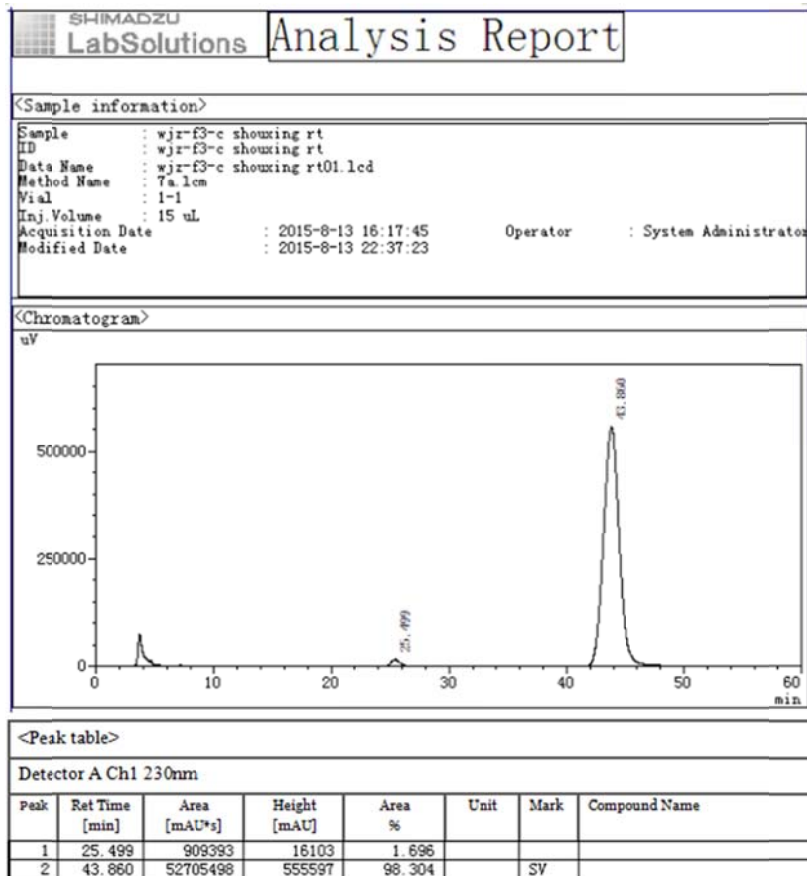 SHIMADZU
LabSolutions Analysis Report
<Sample information>
Sample : wjz-f3-c shouxing rt
ID : wjz-f3-c shouxing rt
Data Name : wjz-f3-c shouxing rt01.lcd
Method Name : 7a.lcm
Vial : 1-1
Inj.Volume : 15 uL
Acquisition Date : 2015-8-13 16:17:45 Operator : System Administrator
Modified Date : 2015-8-13 22:37:23
<Chromatogram>
uV
43.860
500000
250000
25.499
0
0 10 20 30 40 50 60
min
<Peak table>
Detector A Ch1 230nm
Peak Ret Time Area Height Area Unit Mark Compound Name
[min] [mAU*s] [mAU] %
1 25.499 909393 16103 1.696
2 43.860 52705498 555597 98.304 SV